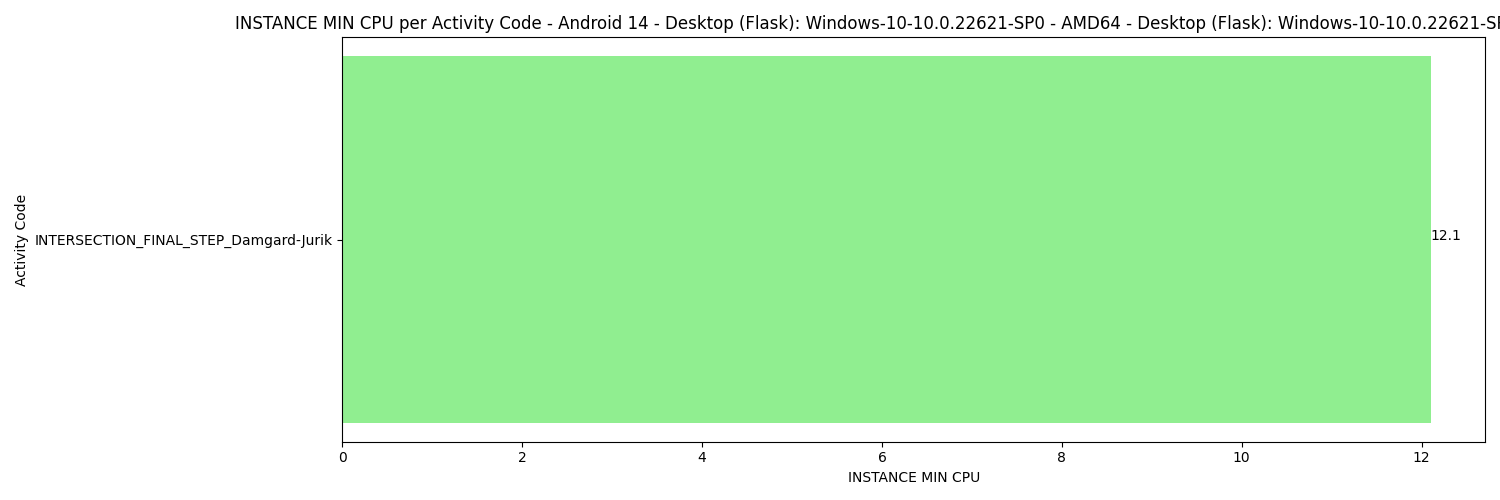 INSTANCE MIN CPU per Activity Code - Android 14 - Desktop (Flask): Windows-10-10.0.22621-SP0 - AMD64 - Desktop (Flask): Windows-10-10.0.22621-S
Activity Code
INTERSECTION_FINAL_STEP_Damgard-Jurik
12.1
0 2 4 6 8 10 12
INSTANCE MIN CPU